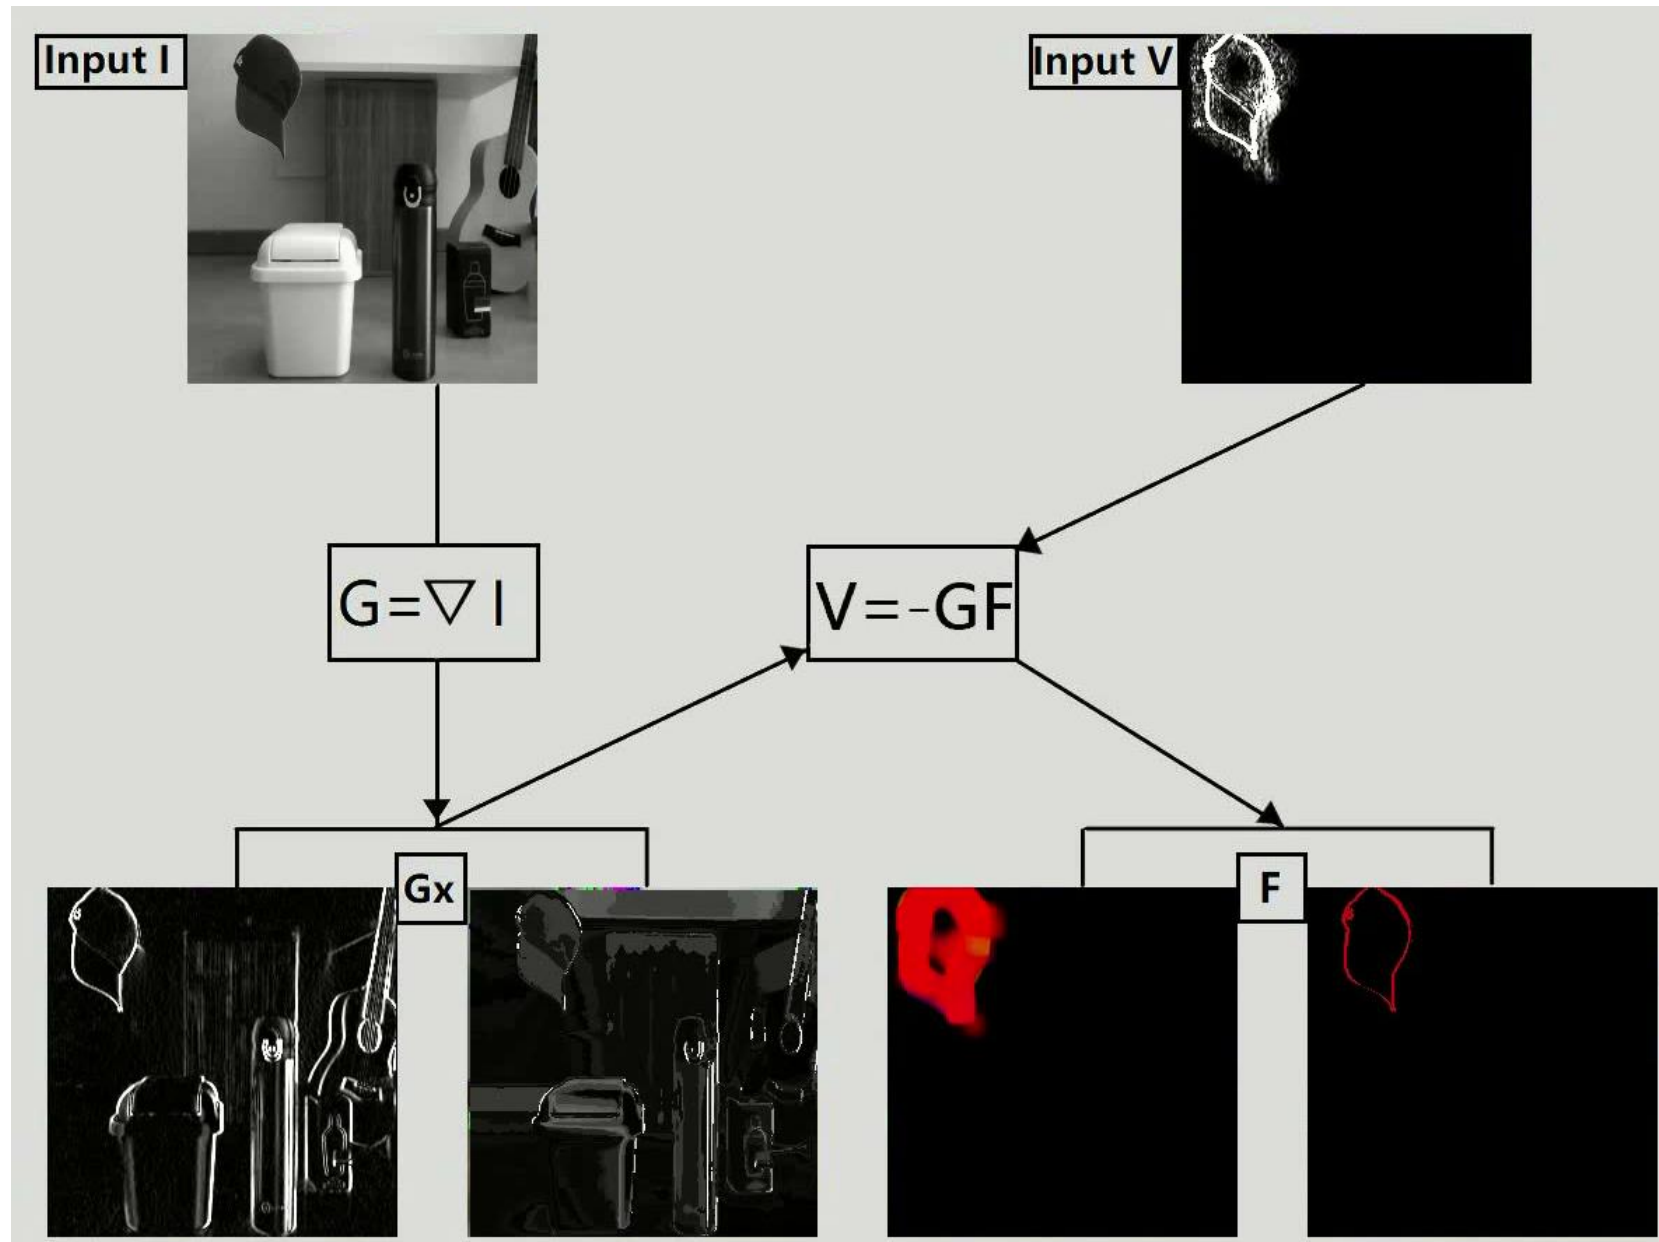 Input I
Input V
G=▽ I
V=-GF
Gx
F